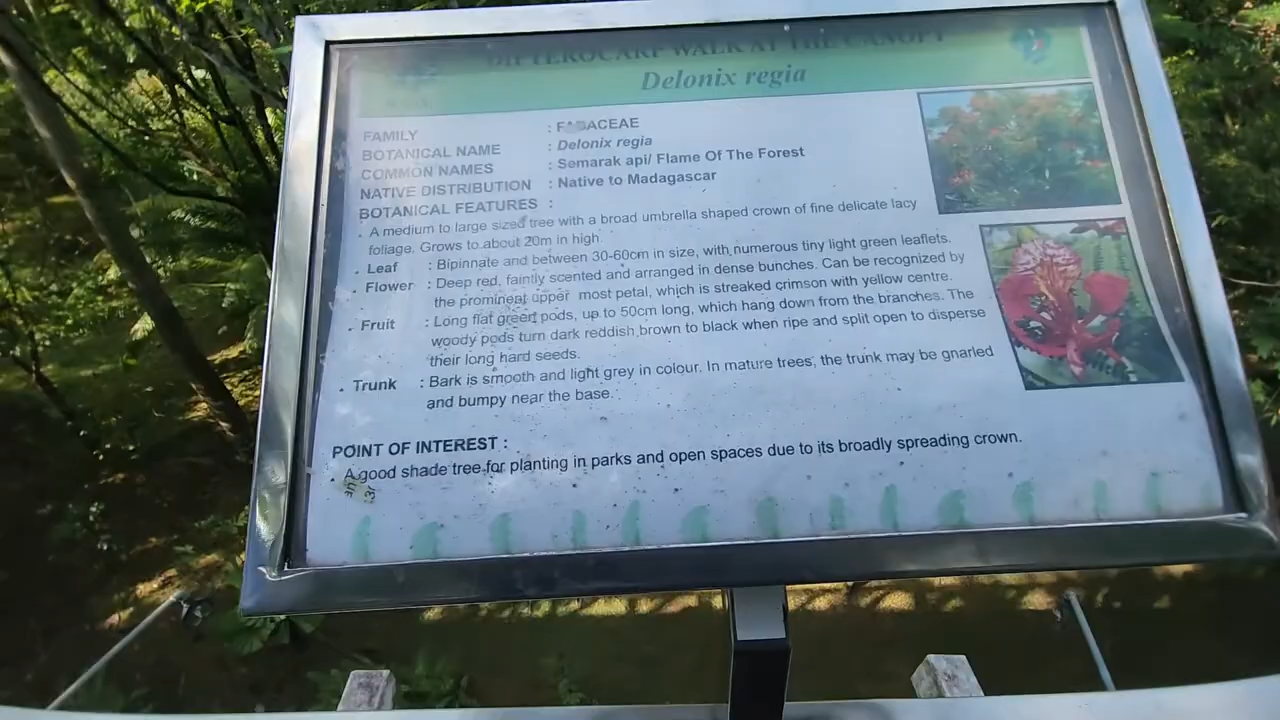 DIPTEROCARP WALK AT THE CANOPY
Delonix regia
FAMILY : FABACEAE
BOTANICAL NAME : Delonix regia
COMMON NAMES : Semarak api/ Flame Of The Forest
NATIVE DISTRIBUTION : Native to Madagascar
BOTANICAL FEATURES :
. A medium to large sized tree with a broad umbrella shaped crown of fine delicate lacy
foliage. Grows to about 20m in high.
. Leaf : Bipinnate and between 30-60cm in size, with numerous tiny light green leaflets.
. Flower : Deep red, faintly scented and arranged in dense bunches. Can be recognized by
the prominent upper most petal, which is streaked crimson with yellow centre.
. Fruit : Long flat green pods, up to 50cm long, which hang down from the branches. The
woody pods turn dark reddish brown to black when ripe and split open to disperse
their long hard seeds.
. Trunk : Bark is smooth and light grey in colour. In mature trees, the trunk may be gnarled
and bumpy near the base.
POINT OF INTEREST :
. A good shade tree for planting in parks and open spaces due to its broadly spreading crown.